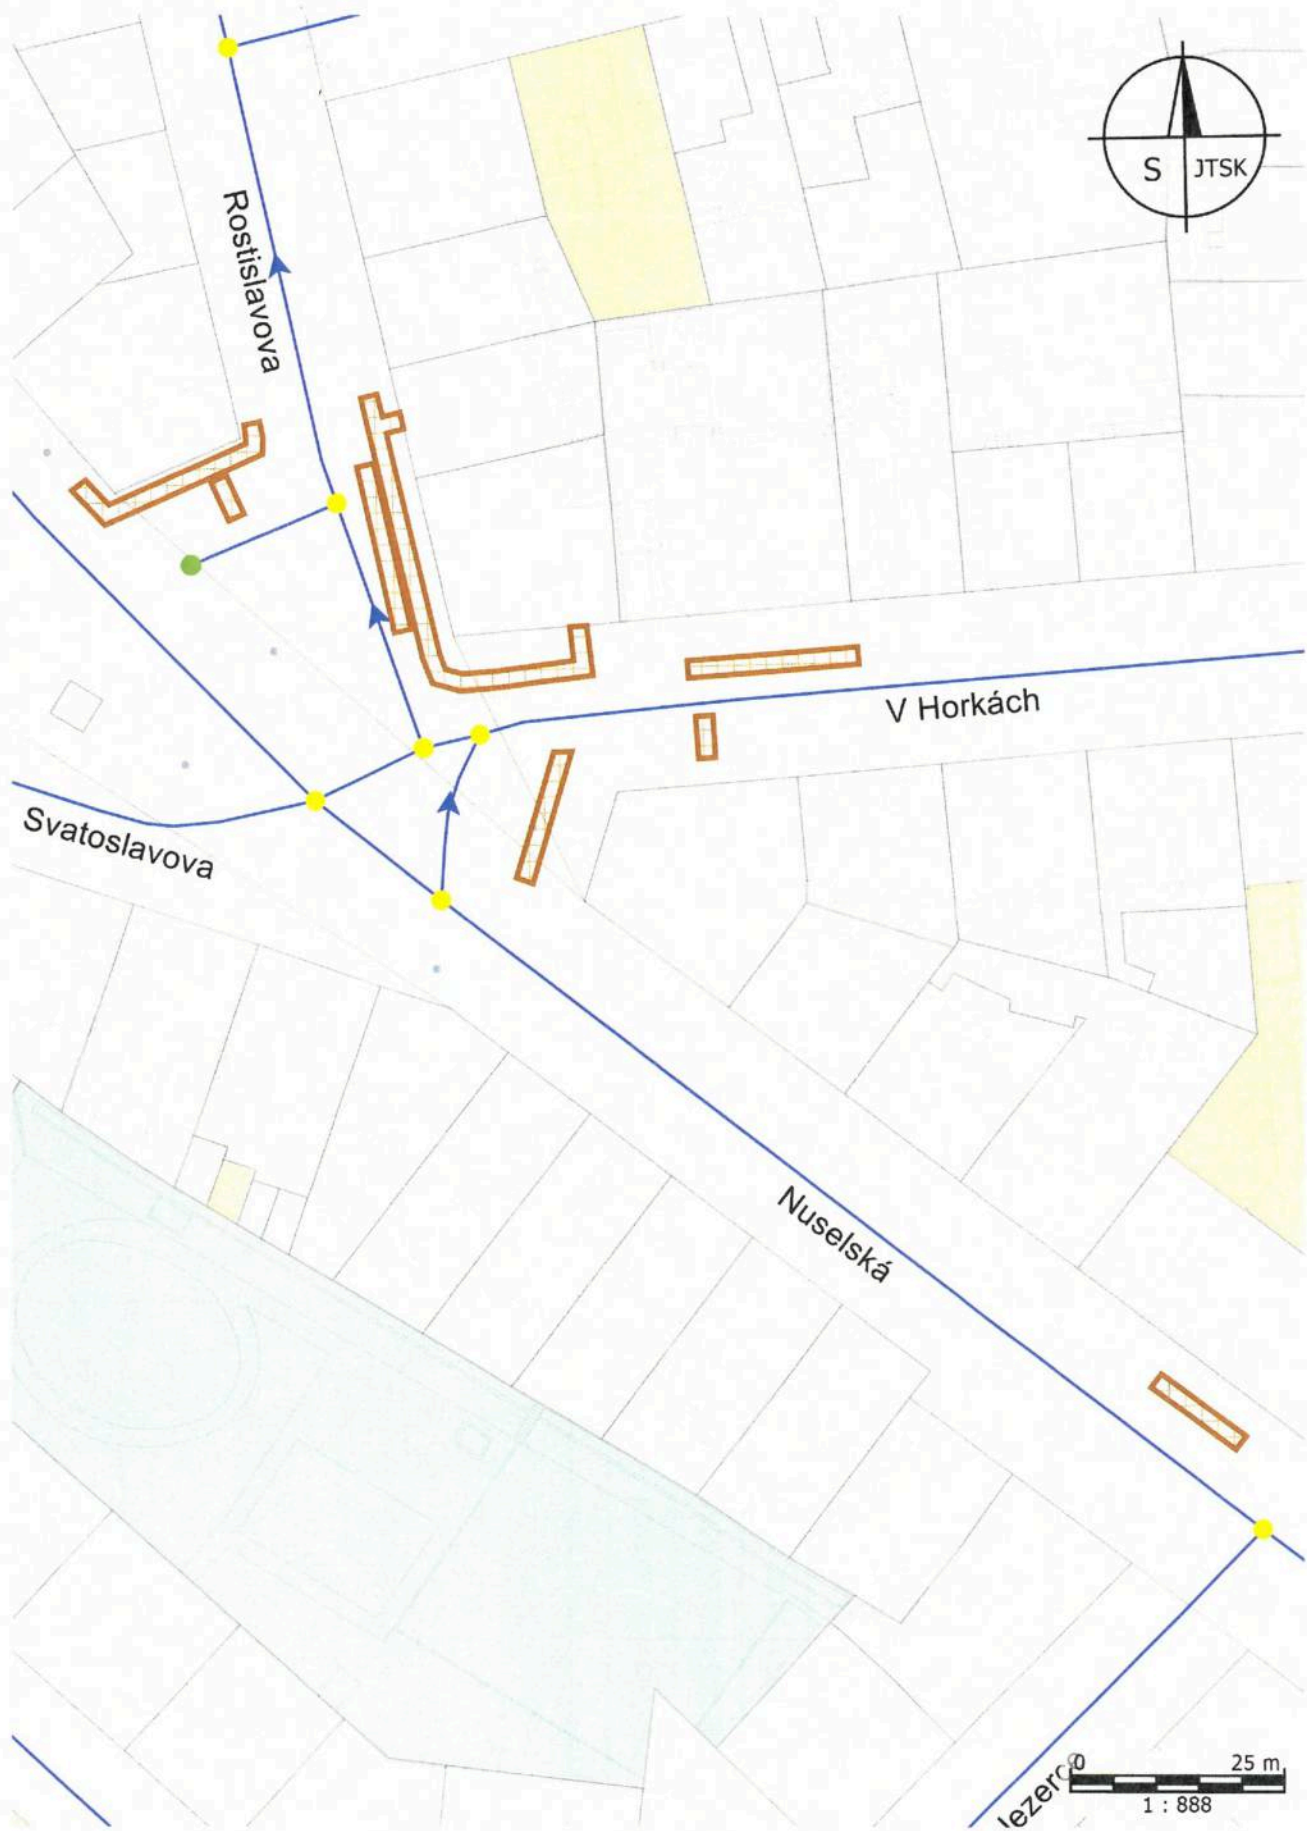 S JTSK
Rostislavova
V Horkách
Svatoslavova
Nuselská
0 25 m
1 : 888